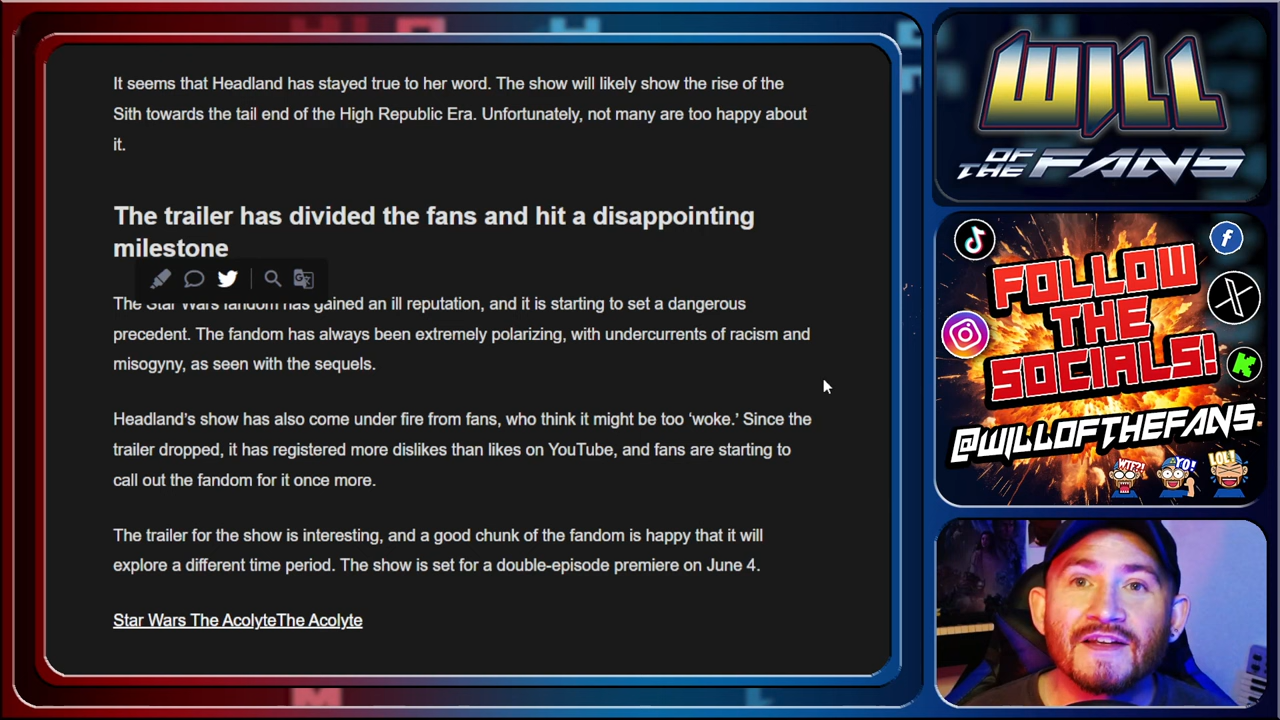 It seems that Headland has stayed true to her word. The show will likely show the rise of the
Sith towards the tail end of the High Republic Era. Unfortunately, not many are too happy about
it.
The trailer has divided the fans and hit a disappointing
milestone
The Star Wars fandom has gained an ill reputation, and it is starting to set a dangerous
precedent. The fandom has always been extremely polarizing, with undercurrents of racism and
misogyny, as seen with the sequels.
Headland’s show has also come under fire from fans, who think it might be too ‘woke.’ Since the
trailer dropped, it has registered more dislikes than likes on YouTube, and fans are starting to
call out the fandom for it once more.
The trailer for the show is interesting, and a good chunk of the fandom is happy that it will
explore a different time period. The show is set for a double-episode premiere on June 4.
Star Wars The AcolyteThe Acolyte
WILL
OF THE FANS
FOLLOW
THE
SOCIALS!
@WILLOFTHEFANS
WTF?! YO! LOL!